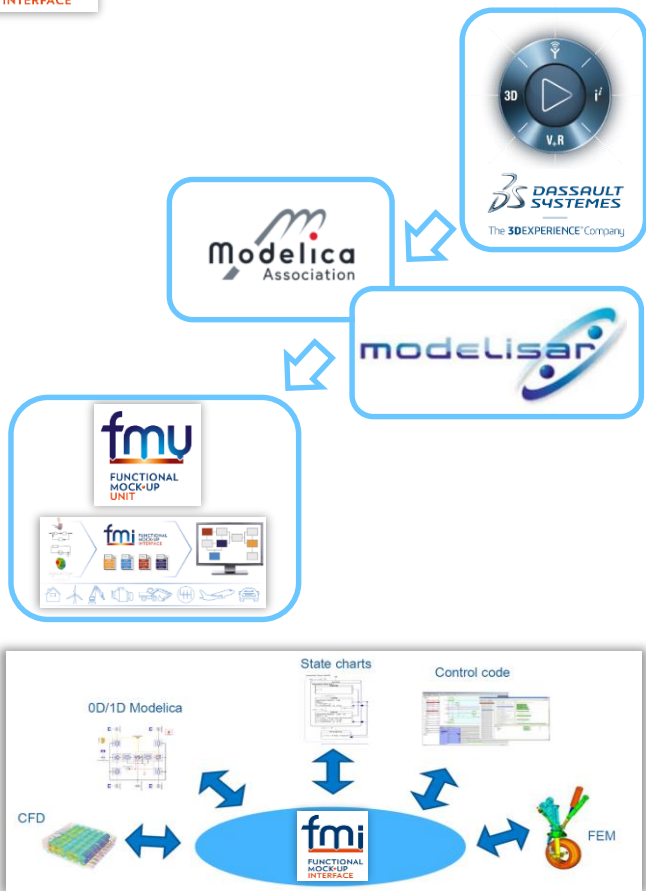 INTERFACE
3D
i²
V+R
DASSAULT
SYSTEMES
The 3DEXPERIENCE Company
Modelica
Association
modelisar
fmu
FUNCTIONAL
MOCK-UP
UNIT
fmi FUNCTIONAL
MOCK-UP
INTERFACE
State charts
Control code
0D/1D Modelica
CFD
fmi
FUNCTIONAL
MOCK-UP
INTERFACE
FEM